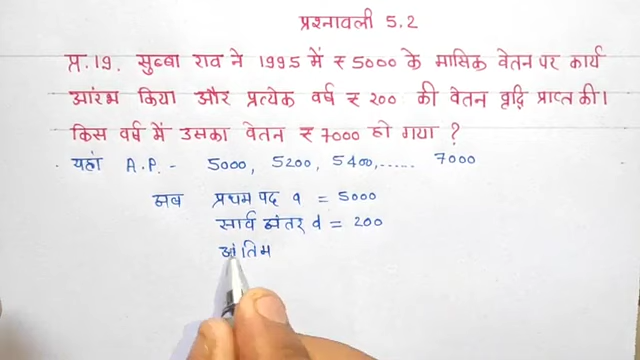 प्रश्नावली 5.2
प्र.19. सुब्बा राव ने 1995 में ₹ 5000 के मासिक वेतन पर कार्य
आरंभ किया और प्रत्येक वर्ष ₹ 200 की वेतन वृद्धि प्राप्त की।
किस वर्ष में उसका वेतन ₹ 7000 हो गया ?
यहां A.P. - 5000, 5200, 5400,...... 7000
अब प्रथम पद a = 5000
सार्व अंतर d = 200
अंतिम